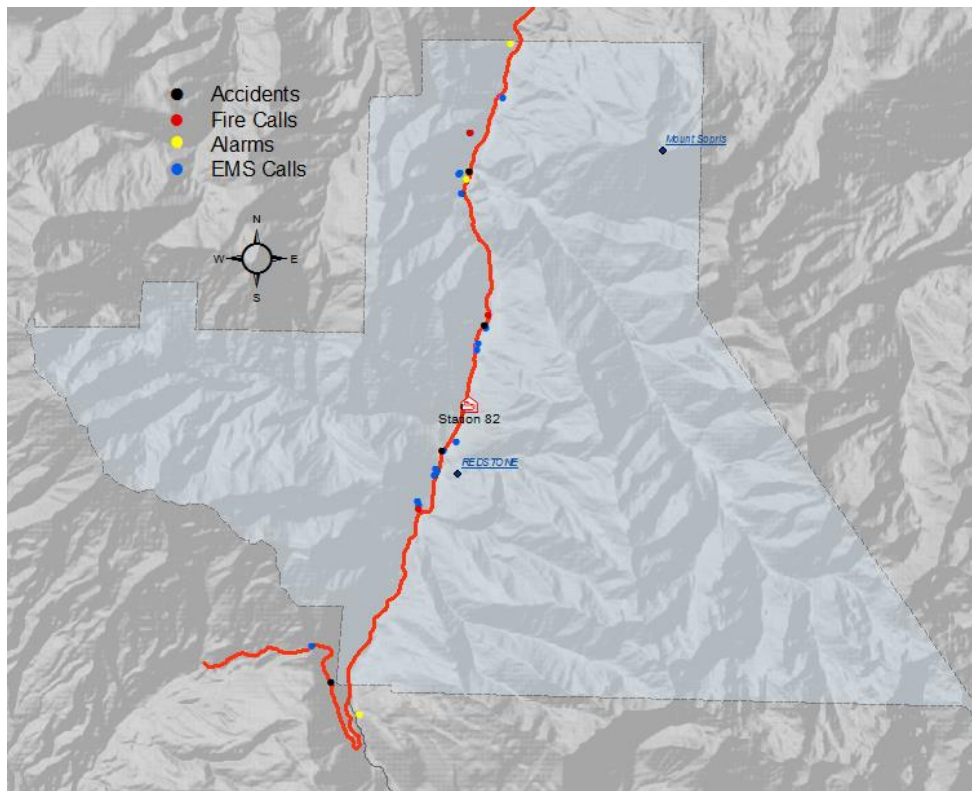 Accidents
Fire Calls
Alarms
EMS Calls
Mount Sopris
N
W
E
S
Station 82
REDSTONE